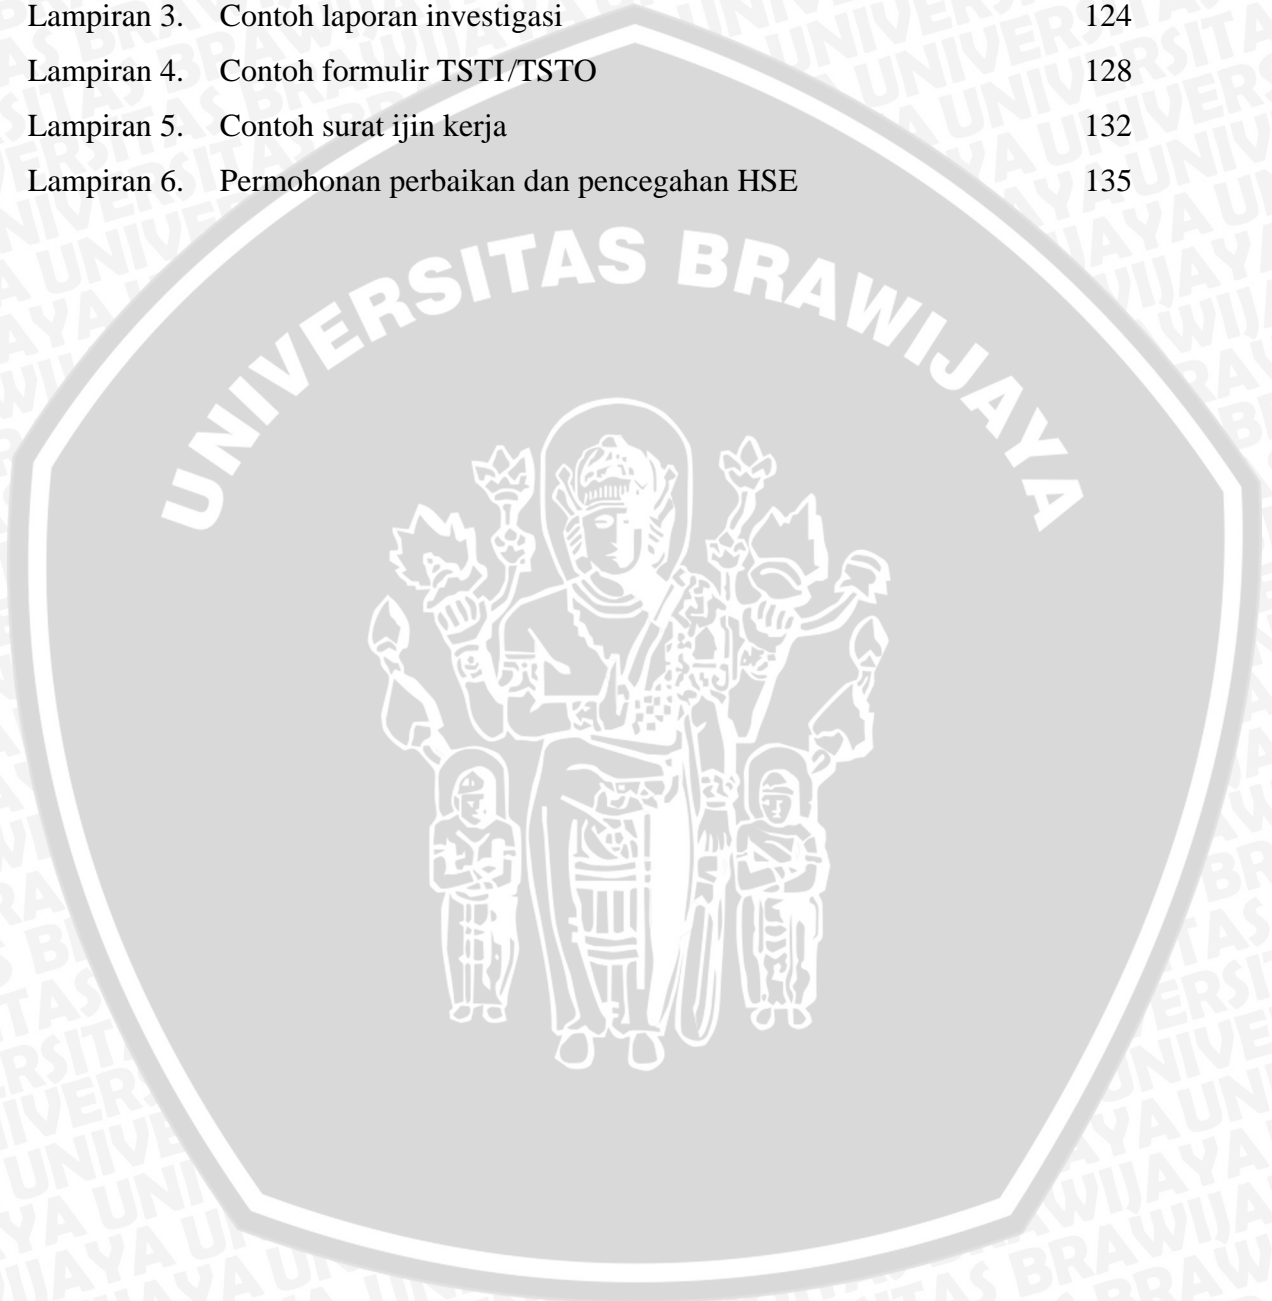 Lampiran 3. Contoh laporan investigasi 124
Lampiran 4. Contoh formulir TSTI/TSTO 128
Lampiran 5. Contoh surat ijin kerja 132
Lampiran 6. Permohonan perbaikan dan pencegahan HSE 135
UNIVERSITAS BRAWIJAYA